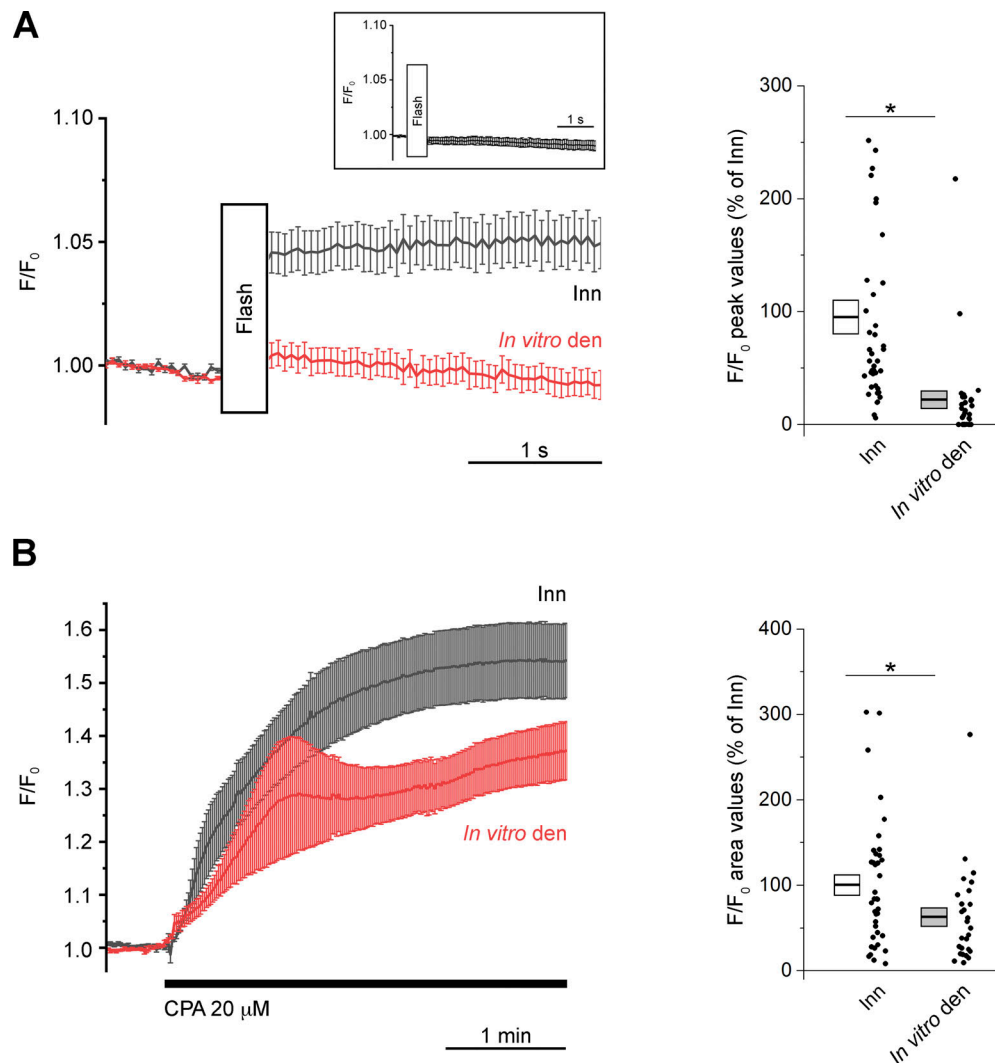 A
1.10
1.05
1.00
F/F0
Flash
1 s
1.10
1.05
1.00
F/F0
Flash
Inn
In vitro den
1 s
300
200
100
0
F/F0 peak values (% of Inn)
*
Inn
In vitro den
B
1.6
1.5
1.4
1.3
1.2
1.1
1.0
F/F0
Inn
In vitro den
CPA 20 μM
1 min
400
300
200
100
0
F/F0 area values (% of Inn)
*
Inn
In vitro den